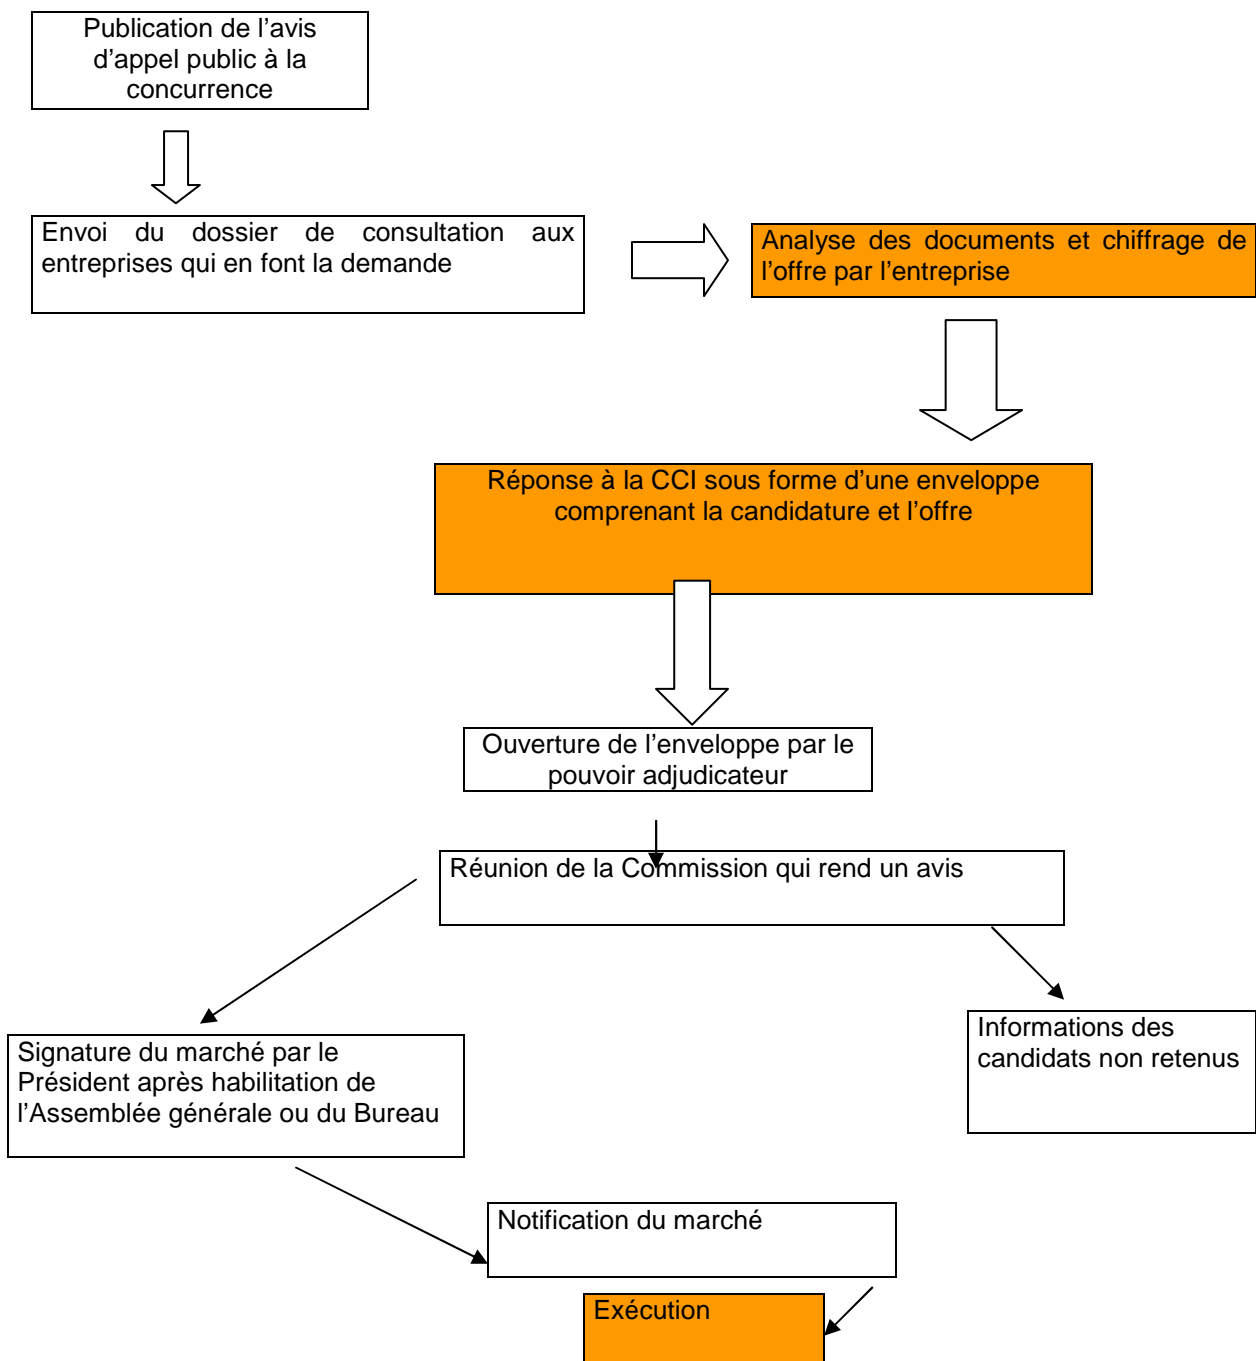 Publication de l’avis
d’appel public à la
concurrence
Envoi du dossier de consultation aux
entreprises qui en font la demande
Analyse des documents et chiffrage de
l’offre par l’entreprise
Réponse à la CCI sous forme d’une enveloppe
comprenant la candidature et l’offre
Ouverture de l’enveloppe par le
pouvoir adjudicateur
Réunion de la Commission qui rend un avis
Signature du marché par le
Président après habilitation de
l’Assemblée générale ou du Bureau
Informations des
candidats non retenus
Notification du marché
Exécution